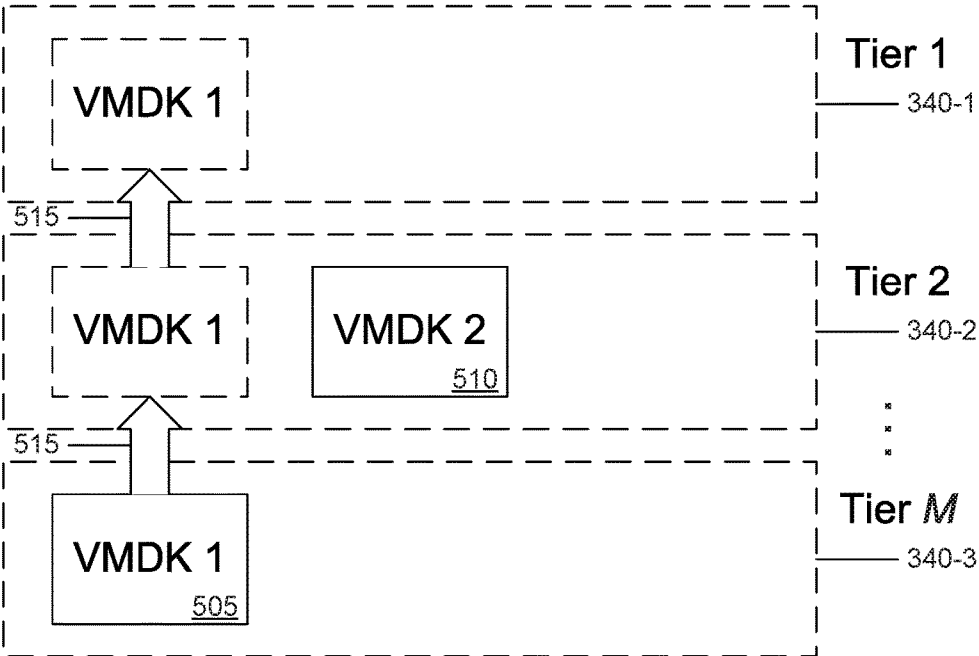 Tier 1
VMDK 1
340-1
515
Tier 2
VMDK 1
VMDK 2
340-2
510
515
Tier M
VMDK 1
340-3
505